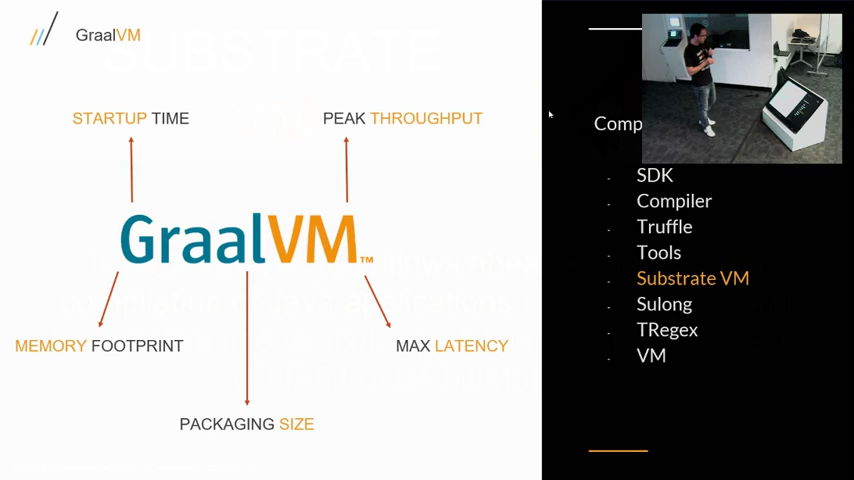 GraalVM
STARTUP TIME
PEAK THROUGHPUT
GraalVM™
MEMORY FOOTPRINT
MAX LATENCY
PACKAGING SIZE
Comp
- SDK
- Compiler
- Truffle
- Tools
- Substrate VM
- Sulong
- TRegex
- VM